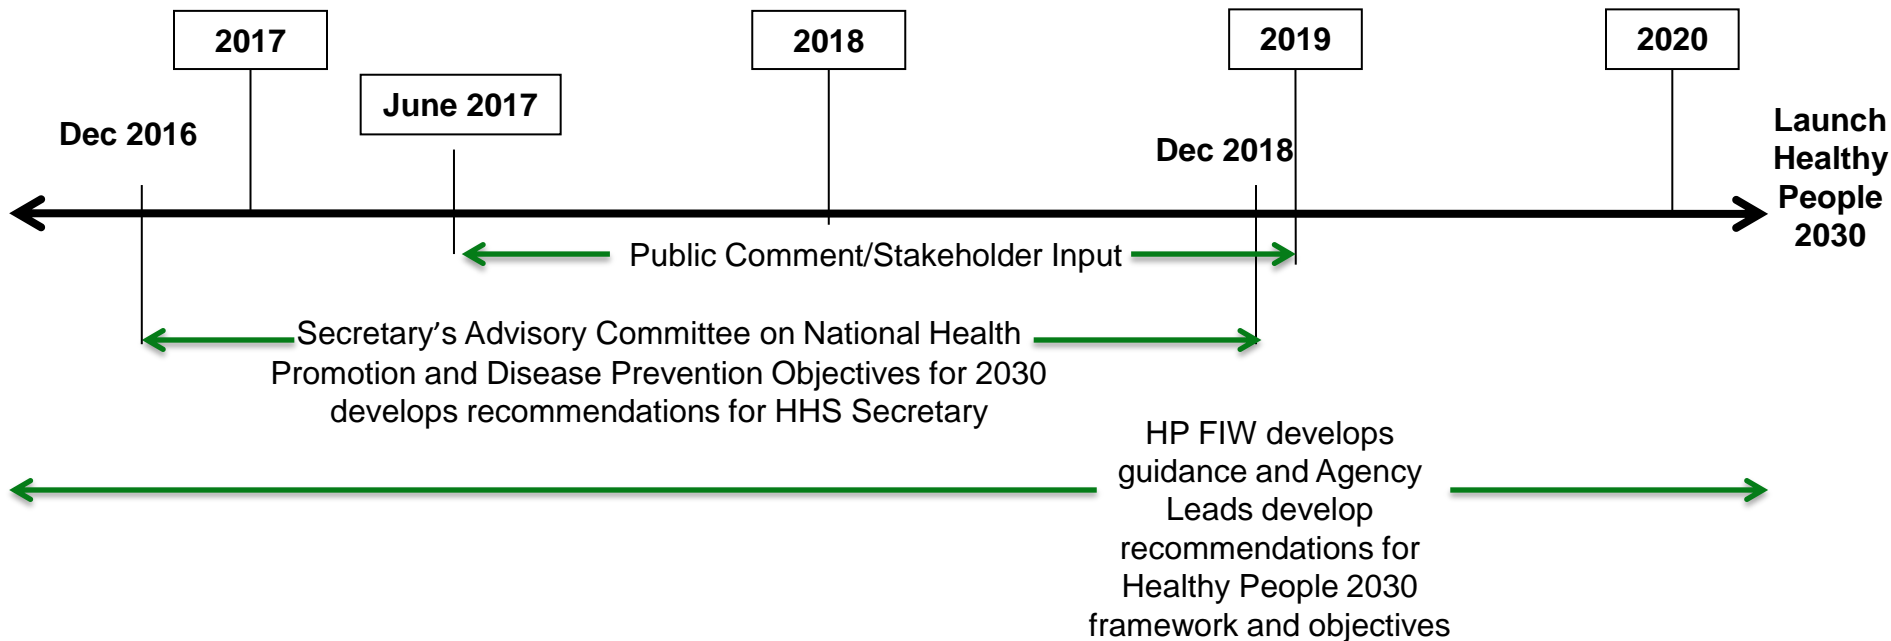 2017
2018
2019
2020
June 2017
Dec 2016
Dec 2018
Launch
Healthy
People
2030
Public Comment/Stakeholder Input
Secretary’s Advisory Committee on National Health
Promotion and Disease Prevention Objectives for 2030
develops recommendations for HHS Secretary
HP FIW develops
guidance and Agency
Leads develop
recommendations for
Healthy People 2030
framework and objectives